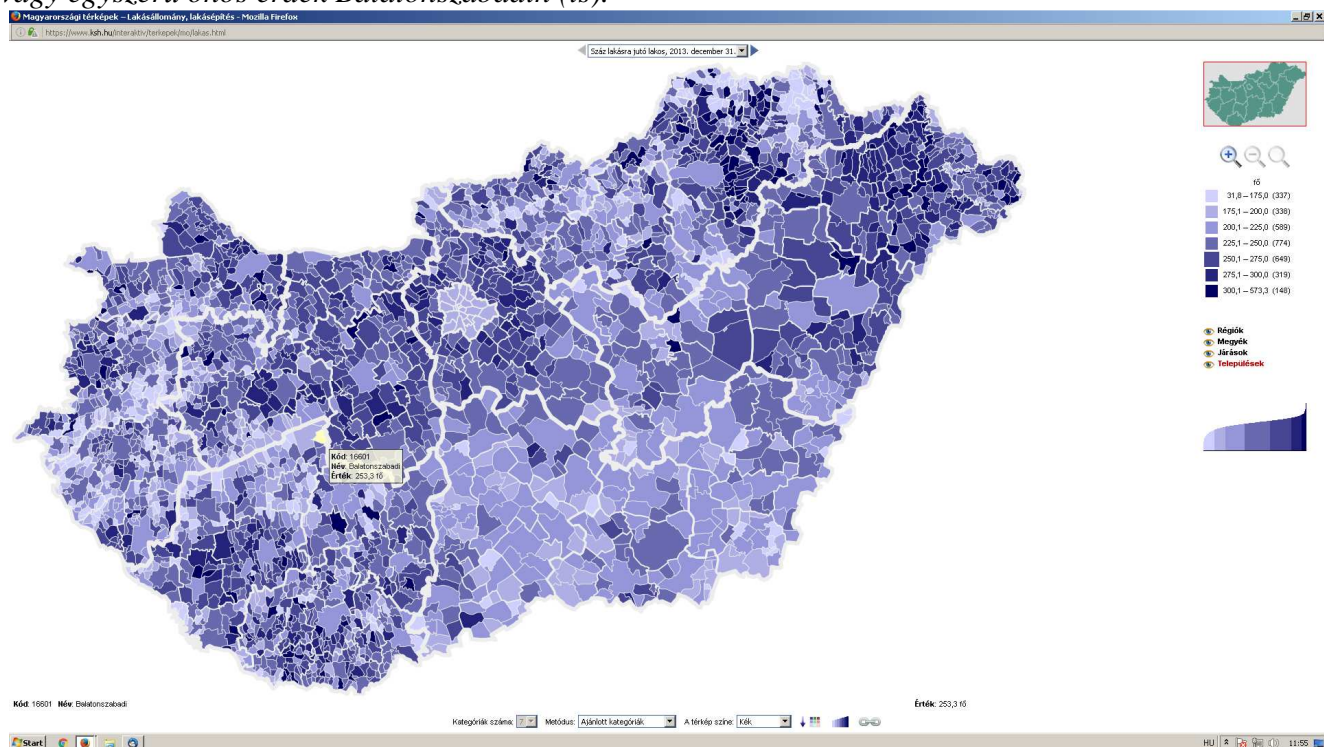 vagy egyszerű önös érdek Balatonszabadin (is).
Magyarországi térképek – Lakásállomány, lakásépítés - Mozilla Firefox
https://www.ksh.hu/interaktiv/terkepek/mo/lakas.html
Száz lakásra jutó lakos, 2013. december 31.
fő
31,8 – 175,0 (337)
175,1 – 200,0 (338)
200,1 – 225,0 (589)
225,1 – 250,0 (774)
250,1 – 275,0 (649)
275,1 – 300,0 (319)
300,1 – 573,3 (148)
Régiók
Megyék
Járások
Települések
Kód: 16601
Név: Balatonszabadi
Érték: 253,3 fő
Kód: 16601 Név: Balatonszabadi
Érték: 253,3 fő
Kategóriák száma: 7 Metódus: Ajánlott kategóriák A térkép színe: Kék
Start
HU 11:55